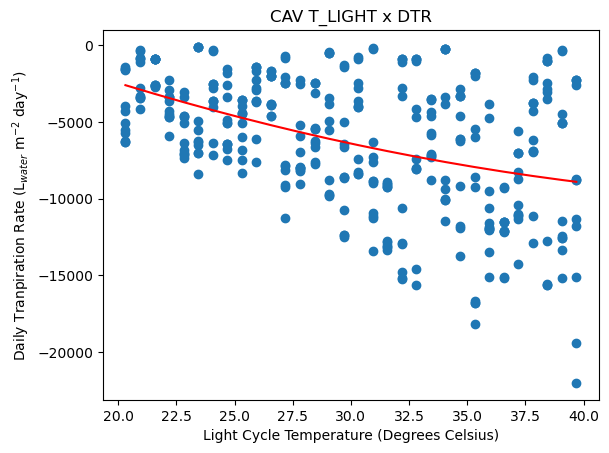 CAV T_LIGHT x DTR
Daily Tranpiration Rate (L$_{water}$ m$^{-2}$ day$^{-1}$)
0
−5000
−10000
−15000
−20000
20.0 22.5 25.0 27.5 30.0 32.5 35.0 37.5 40.0
Light Cycle Temperature (Degrees Celsius)